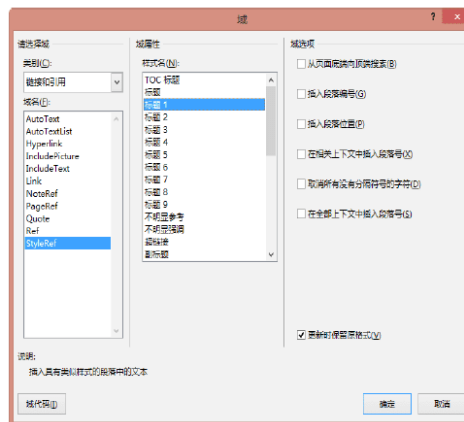 域
? ×
请选择域
类别(C):
链接和引用
域名(F):
AutoText
AutoTextList
Hyperlink
IncludePicture
IncludeText
Link
NoteRef
PageRef
Quote
Ref
StyleRef
域属性
样式名(N):
TOC 标题
标题
标题 1
标题 2
标题 3
标题 4
标题 5
标题 6
标题 7
标题 8
标题 9
不明显参考
不明显强调
超链接
副标题
域选项
从页面底端向顶端搜索(B)
插入段落编号(G)
插入段落位置(P)
在相关上下文中插入段落号(X)
取消所有没有分隔符号的字符(D)
在全部上下文中插入段落号(S)
更新时保留原格式(V)
说明:
插入具有类似样式的段落中的文本
域代码(I)
确定
取消